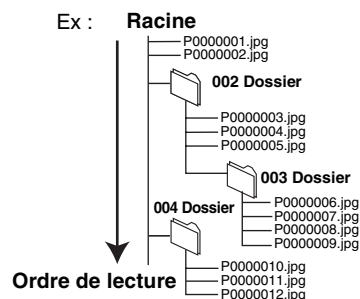 Ex : Racine
P0000001.jpg
P0000002.jpg
002 Dossier
P0000003.jpg
P0000004.jpg
P0000005.jpg
003 Dossier
P0000006.jpg
P0000007.jpg
P0000008.jpg
P0000009.jpg
004 Dossier
P0000010.jpg
P0000011.jpg
P0000012.jpg
Ordre de lecture